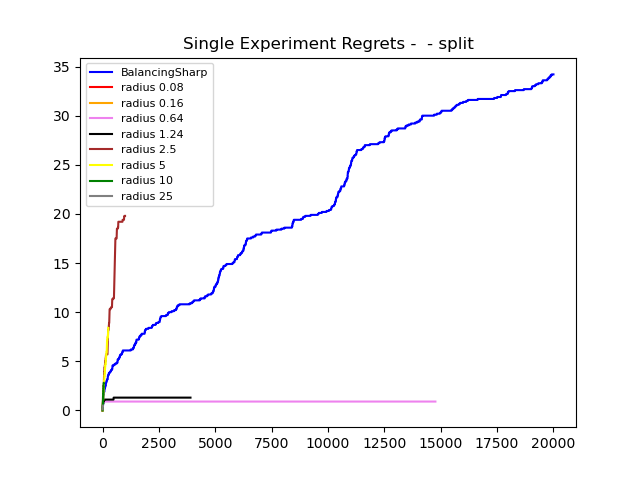 Single Experiment Regrets -  - split
35
30
25
20
15
10
5
0
BalancingSharp
radius 0.08
radius 0.16
radius 0.64
radius 1.24
radius 2.5
radius 5
radius 10
radius 25
0 2500 5000 7500 10000 12500 15000 17500 20000